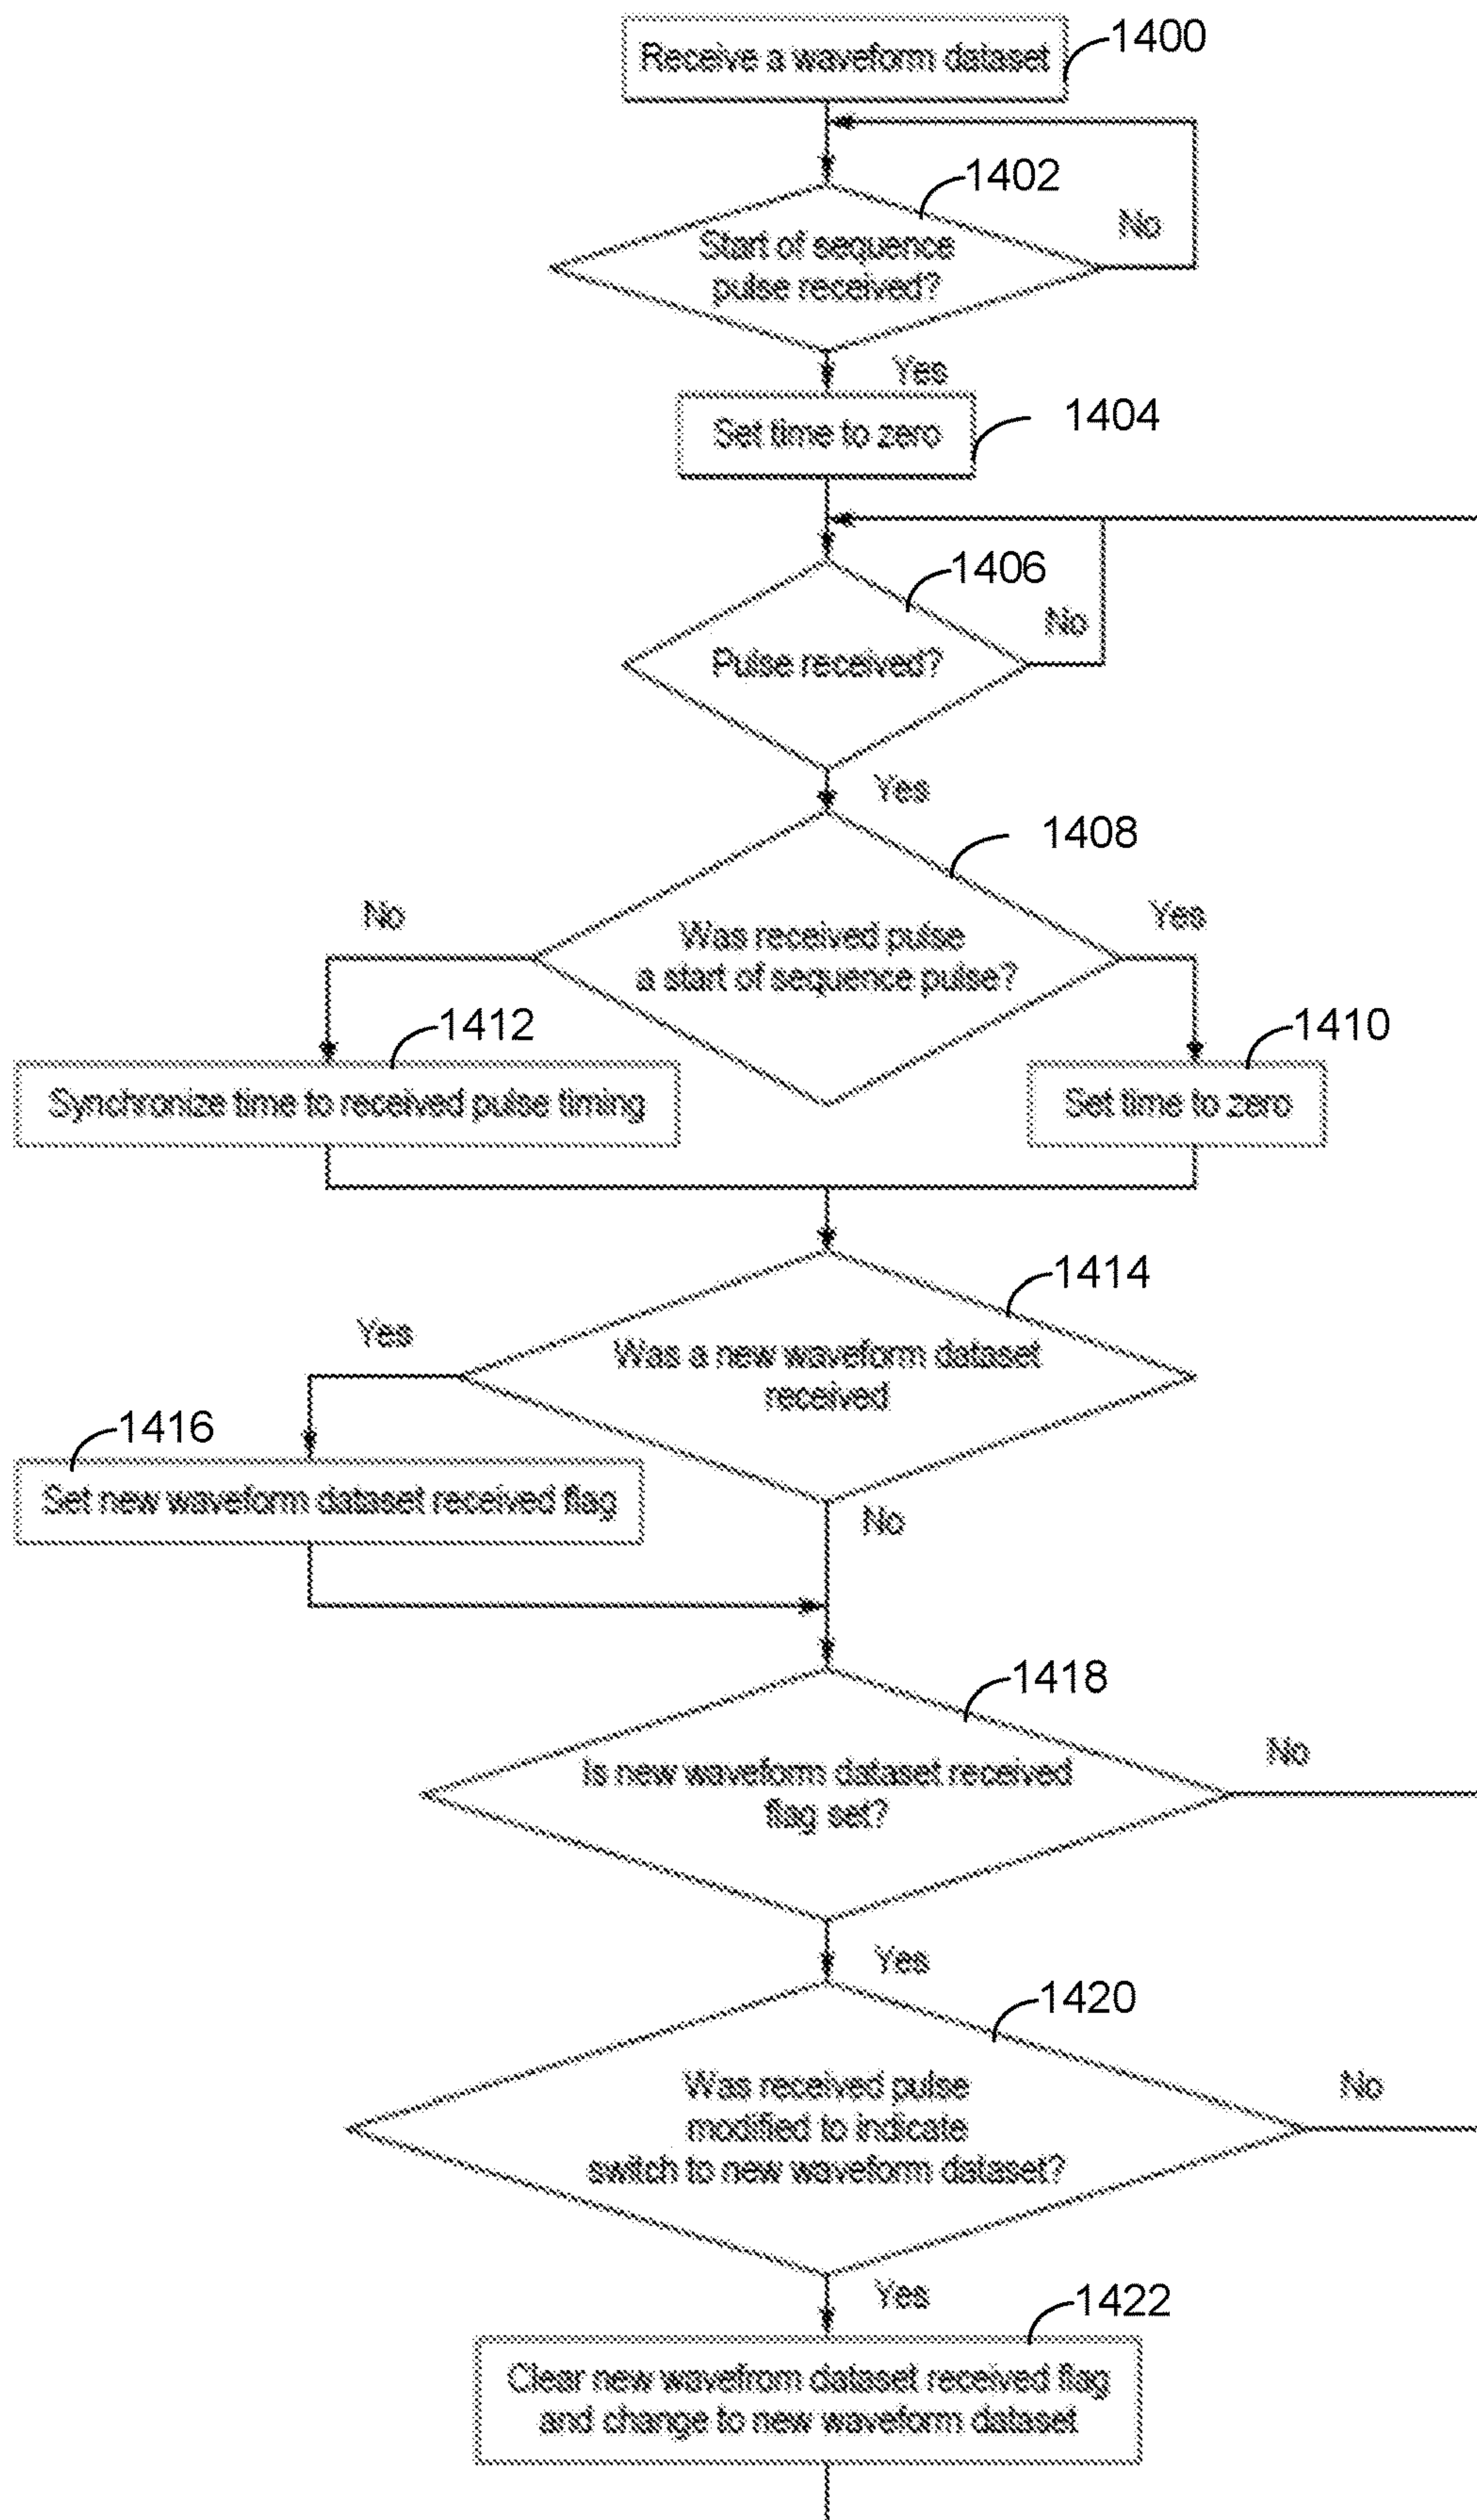 Receive a waveform dataset
1400
1402
No
Start of sequence
pulse received?
Yes
Set time to zero
1404
1406
No
Pulse received?
Yes
1408
No
Yes
Was received pulse
a start of sequence pulse?
1412
1410
Synchronize time to received pulse timing
Set time to zero
1414
Yes
Was a new waveform dataset
received
1416
Set new waveform dataset received flag
No
1418
No
Is new waveform dataset received
flag set?
Yes
1420
No
Was received pulse
modified to indicate
switch to new waveform dataset?
Yes
1422
Clear new wavefrom dataset received flag
and change to new waveform dataset